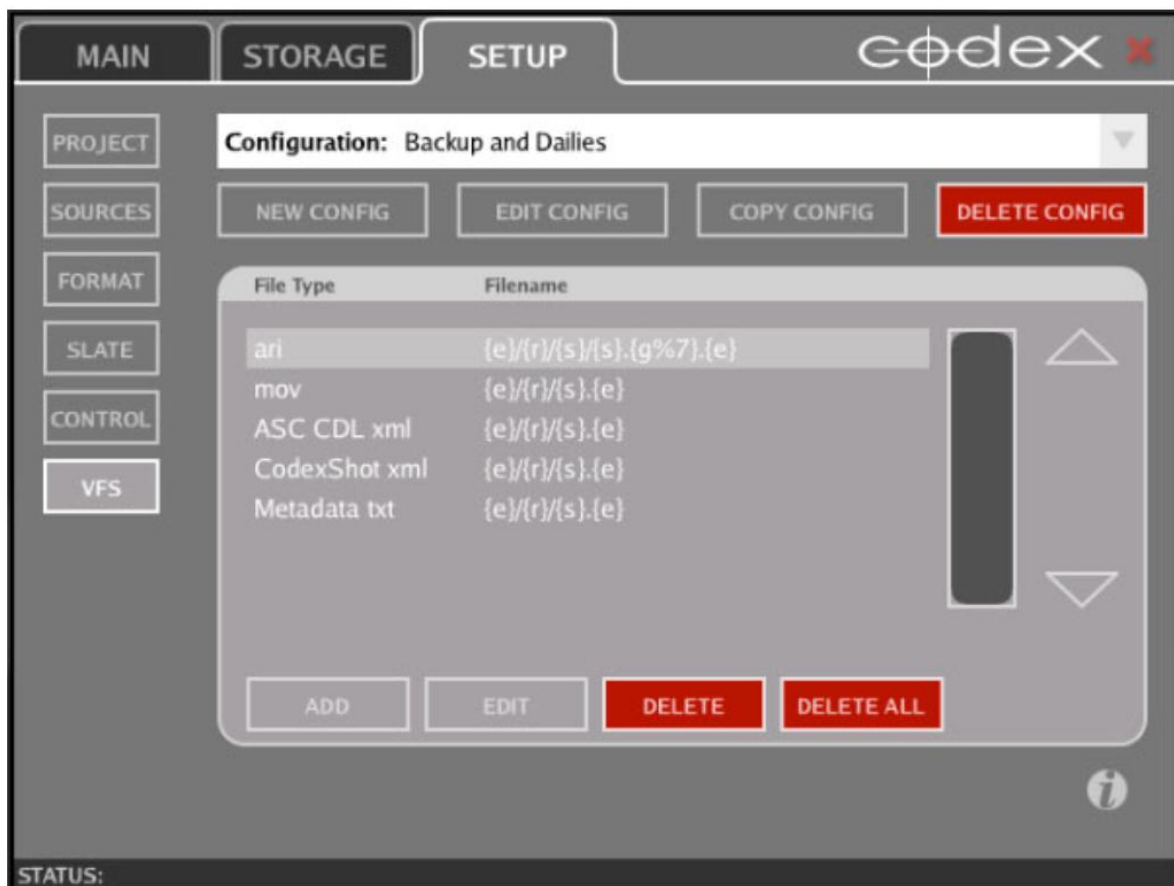 MAIN STORAGE SETUP codex
PROJECT
Configuration: Backup and Dailies
SOURCES
NEW CONFIG EDIT CONFIG COPY CONFIG DELETE CONFIG
FORMAT
File Type Filename
SLATE
ari {e}/{r}/{s}/{s}.{g%7}.{e}
mov {e}/{r}/{s}.{e}
CONTROL
ASC CDL xml {e}/{r}/{s}.{e}
CodexShot xml {e}/{r}/{s}.{e}
VFS
Metadata txt {e}/{r}/{s}.{e}
ADD EDIT DELETE DELETE ALL
i
STATUS: